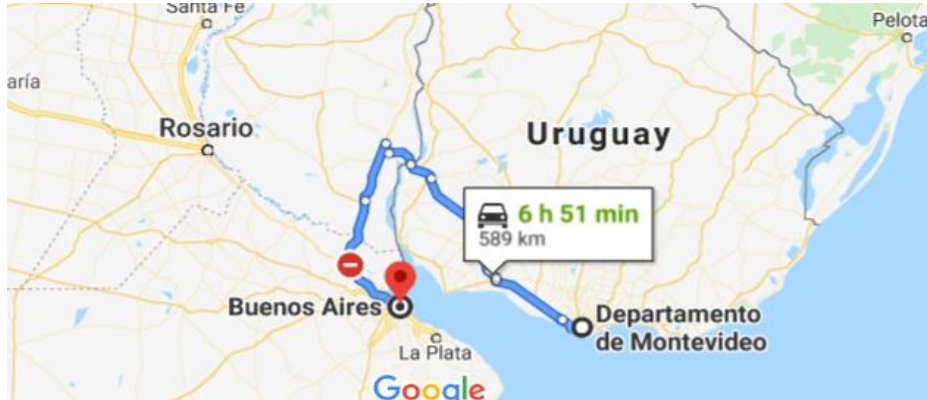 Santa Fe
Pelota
aría
Rosario
Uruguay
6 h 51 min
589 km
Buenos Aires
Departamento
de Montevideo
La Plata
Google